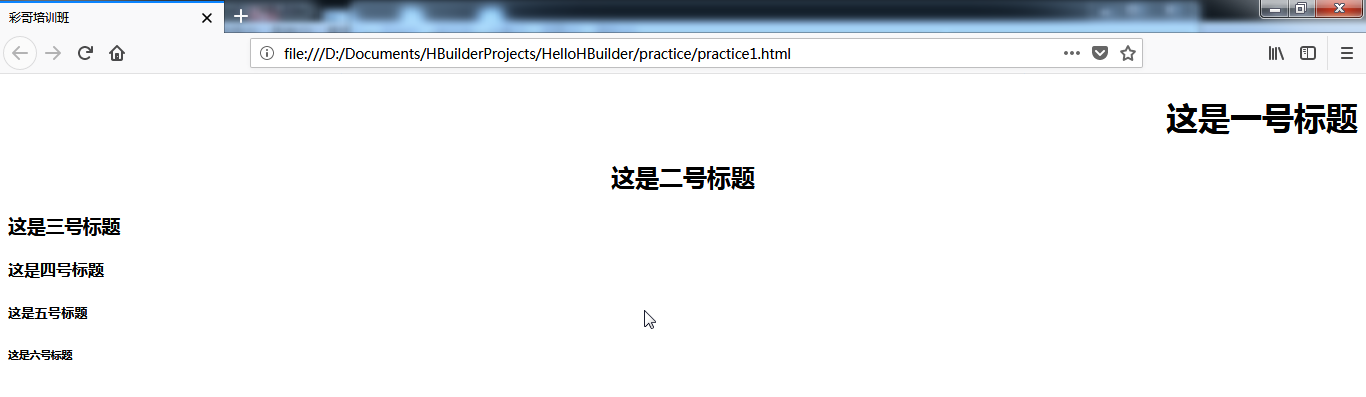 彩哥培训班
file:///D:/Documents/HBuilderProjects/HelloHBuilder/practice/practice1.html
这是一号标题
这是二号标题
这是三号标题
这是四号标题
这是五号标题
这是六号标题